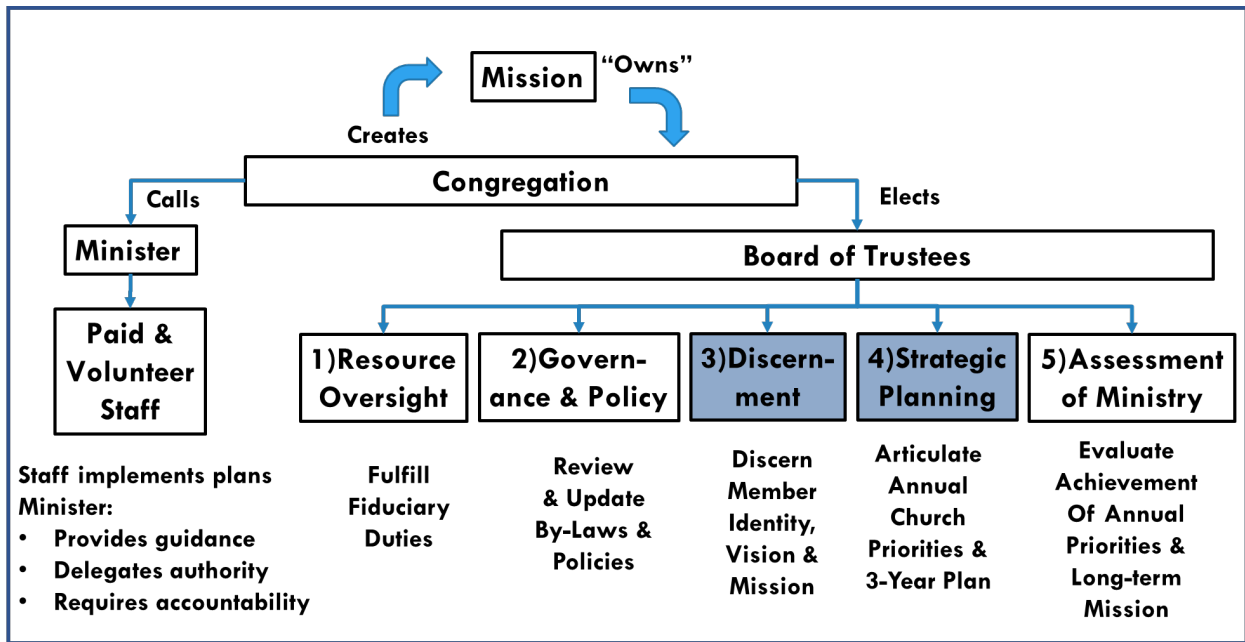 Mission
“Owns”
Creates
Congregation
Calls
Elects
Minister
Board of Trustees
Paid &
Volunteer
Staff
1)Resource
Oversight
2)Govern-
ance & Policy
3)Discern-
ment
4)Strategic
Planning
5)Assessment
of Ministry
Staff implements plans
Minister:
• Provides guidance
• Delegates authority
• Requires accountability
Fulfill
Fiduciary
Duties
Review
& Update
By-Laws &
Policies
Discern
Member
Identity,
Vision &
Mission
Articulate
Annual
Church
Priorities &
3-Year Plan
Evaluate
Achievement
Of Annual
Priorities &
Long-term
Mission